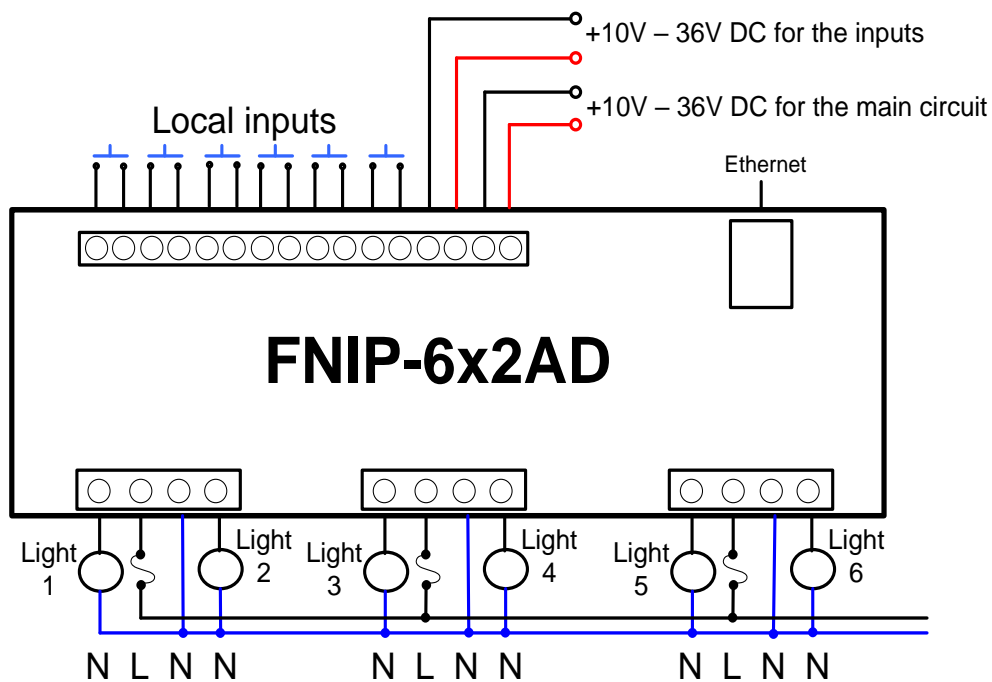 +10V – 36V DC for the inputs
+10V – 36V DC for the main circuit
Local inputs
Ethernet
FNIP-6x2AD
Light 1
Light 2
Light 3
Light 4
Light 5
Light 6
N L N N
N L N N
N L N N